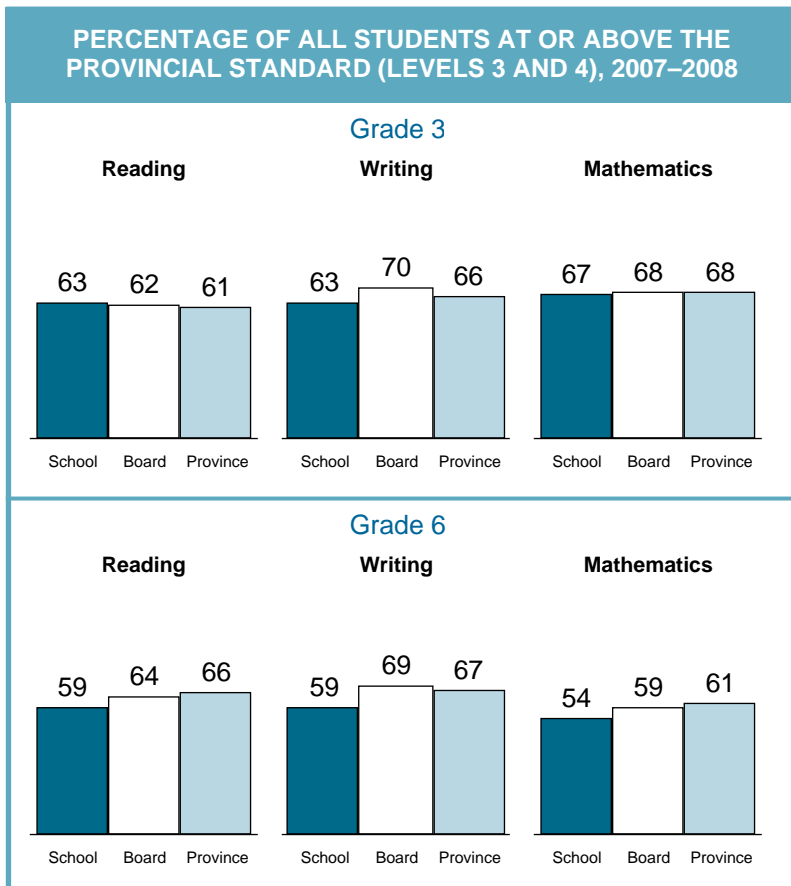 PERCENTAGE OF ALL STUDENTS AT OR ABOVE THE
PROVINCIAL STANDARD (LEVELS 3 AND 4), 2007–2008
Grade 3
Reading Writing Mathematics
63 62 61 63 70 66 67 68 68
School Board Province School Board Province School Board Province
Grade 6
Reading Writing Mathematics
59 64 66 59 69 67 54 59 61
School Board Province School Board Province School Board Province